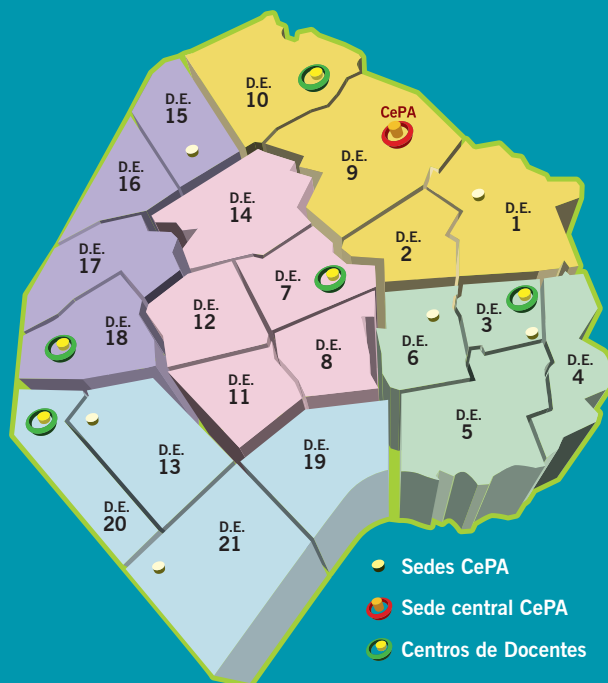 D.E.
10
D.E.
15
CePA
D.E.
9
D.E.
16
D.E.
14
D.E.
1
D.E.
2
D.E.
17
D.E.
7
D.E.
12
D.E.
3
D.E.
18
D.E.
6
D.E.
8
D.E.
4
D.E.
11
D.E.
5
D.E.
13
D.E.
19
D.E.
20
D.E.
21
Sedes CePA
Sede central CePA
Centros de Docentes